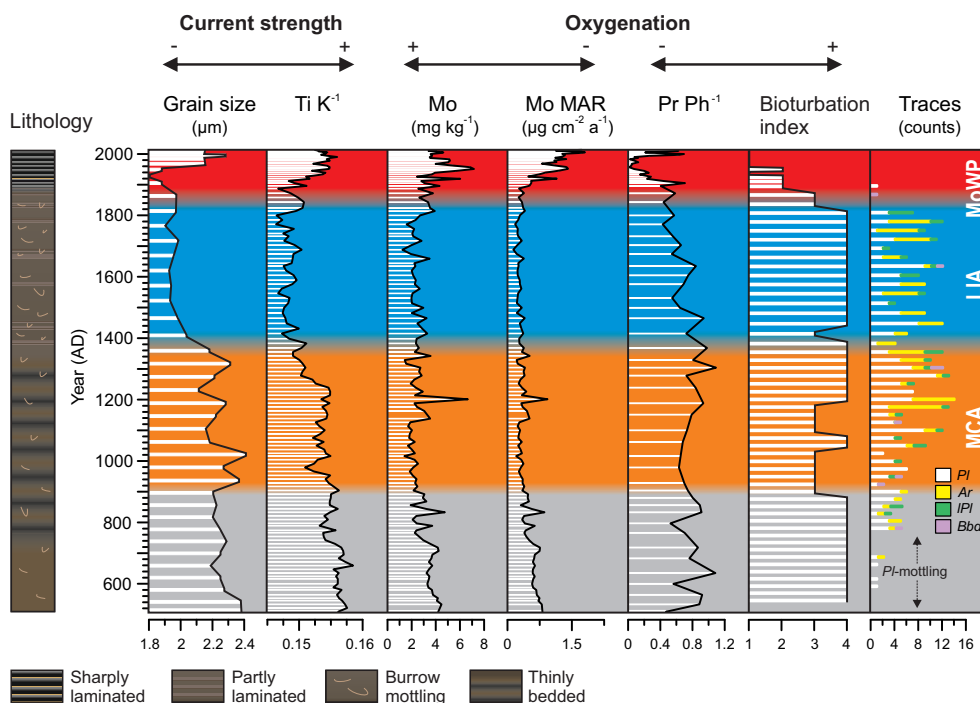 Current strength
Oxygenation
- +
+ -
- +
Lithology
Grain size
(µm)
Ti K⁻¹
Mo
(mg kg⁻¹)
Mo MAR
(µg cm⁻² a⁻¹)
Pr Ph⁻¹
Bioturbation
index
Traces
(counts)
Year (AD)
2000
1800
1600
1400
1200
1000
800
600
MoWP
LIA
MCA
Pl
Ar
lPl
Bbd
Pl-mottling
1.8 2 2.2 2.4
0.15 0.16
0 2 4 6 8
0 1.5
0 0.4 0.8 1.2
1 2 3 4
0 4 8 12 16
Sharply
laminated
Partly
laminated
Burrow
mottling
Thinly
bedded